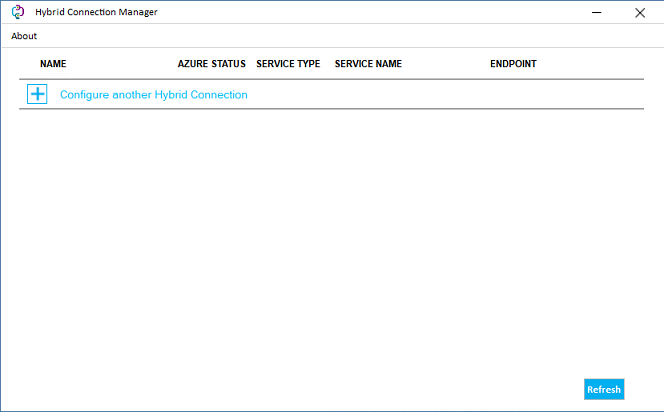 Hybrid Connection Manager
About
NAME AZURE STATUS SERVICE TYPE SERVICE NAME ENDPOINT
Configure another Hybrid Connection
Refresh